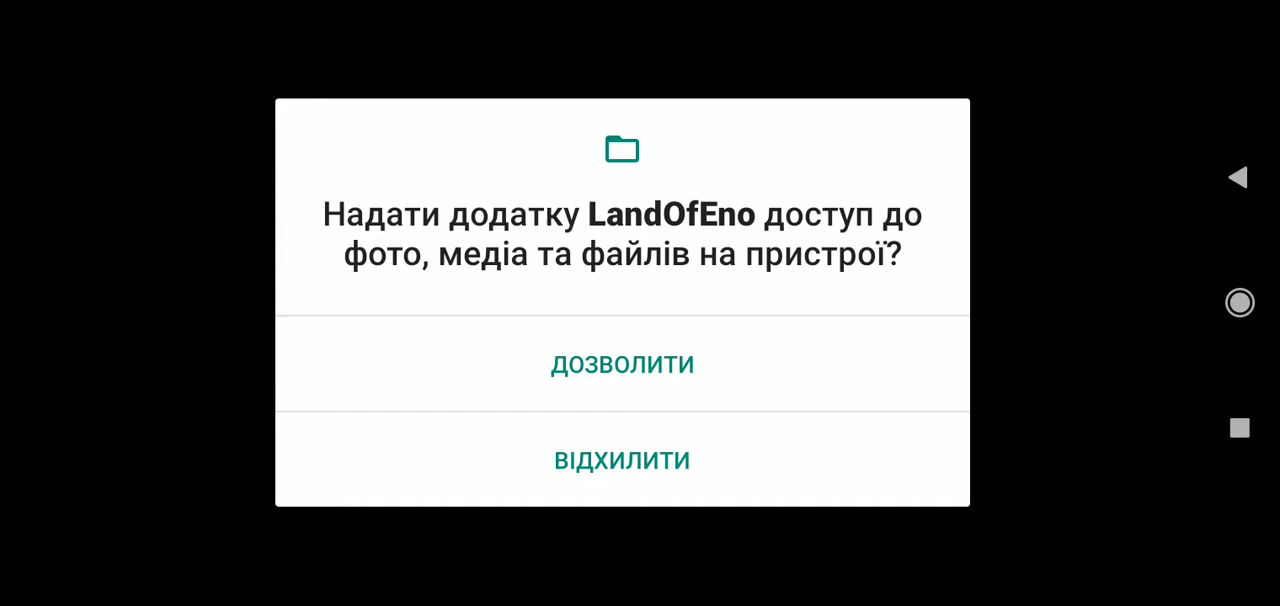 Надати додатку LandOfEno доступ до
фото, медіа та файлів на пристрої?
ДОЗВОЛИТИ
ВІДХИЛИТИ